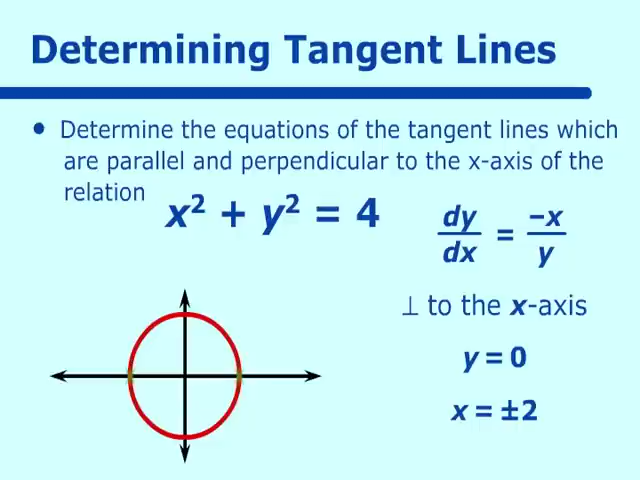 Determining Tangent Lines
• Determine the equations of the tangent lines which
are parallel and perpendicular to the x-axis of the
relation
x² + y² = 4
dy/dx = –x/y
⊥ to the x-axis
y = 0
x = ±2